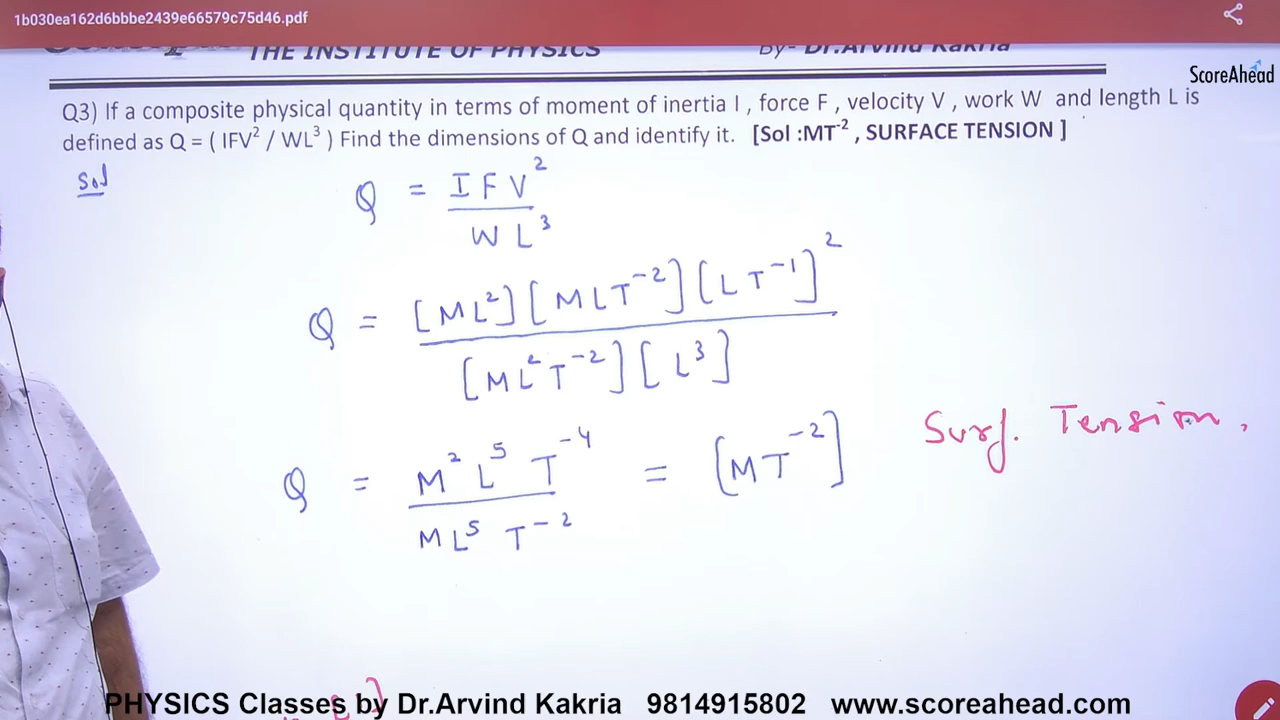 1b030ea162d6bbbe2439e66579c75d46.pdf
THE INSTITUTE OF PHYSICS By- Dr.Arvind Kakria
ScoreAhead
Q3) If a composite physical quantity in terms of moment of inertia I , force F , velocity V , work W and length L is
defined as Q = ( IFV² / WL³ ) Find the dimensions of Q and identify it. [Sol :MT⁻² , SURFACE TENSION ]
Sol
Q = I F V² / W L³
Q = [ML²][MLT⁻²][LT⁻¹]² / [ML²T⁻²][L³]
Q = M² L⁵ T⁻⁴ / M L⁵ T⁻² = [MT⁻²] Surf. Tension,
PHYSICS Classes by Dr.Arvind Kakria 9814915802 www.scoreahead.com